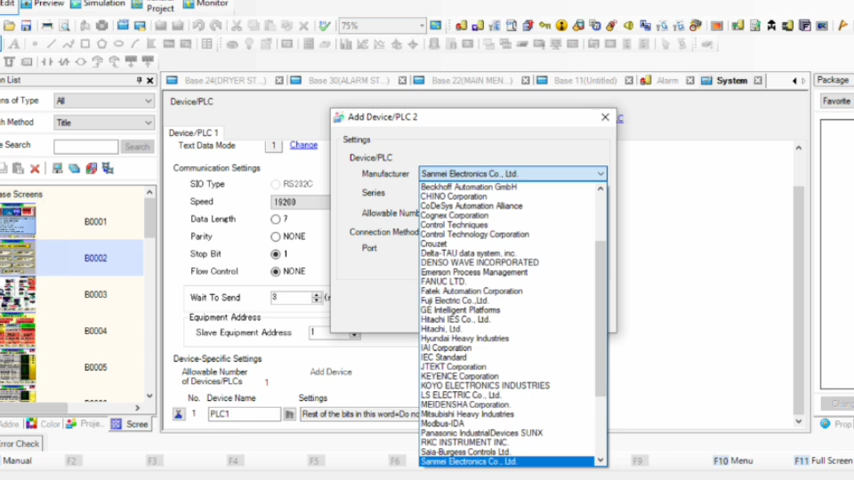 Edit
Preview
Simulation
Project
Monitor
75%
en List
Base 24(DRYER ST...)
Base 30(ALARM ST...)
Base 22(MAIN MEN...)
Base 11(Untitled)
Alarm
System
Package
ens of Type
All
ch Method
Title
e Search
Search
Device/PLC
Favorite
Device/PLC 1
Text Data Mode
1
Change
Communication Settings
SIO Type
RS232C
Speed
19200
Data Length
7
Parity
NONE
Stop Bit
1
Flow Control
NONE
Wait To Send
3
Equipment Address
Slave Equipment Address
1
Device-Specific Settings
Allowable Number
of Devices/PLCs
1
Add Device
No.
Device Name
Settings
1
PLC1
Rest of the bits in this word=Do no
ase Screens
B0001
B0002
B0003
B0004
B0005
Addre
Color
Proje..
Scree
Error Check
Add Device/PLC 2
Settings
Device/PLC
Manufacturer
Sanmei Electronics Co., Ltd.
Series
Allowable Numb
Connection Method
Port
Beckhoff Automation GmbH
CHINO Corporation
CoDeSys Automation Alliance
Cognex Corporation
Control Techniques
Control Technology Corporation
Crouzet
Delta-TAU data system, inc.
DENSO WAVE INCORPORATED
Emerson Process Management
FANUC LTD.
Fatek Automation Corporation
Fuji Electric Co.,Ltd.
GE Intelligent Platforms
Hitachi IES Co., Ltd.
Hitachi, Ltd.
Hyundai Heavy Industries
IAI Corporation
IEC Standard
JTEKT Corporation
KEYENCE Corporation
KOYO ELECTRONICS INDUSTRIES
LS ELECTRIC Co., Ltd.
MEIDENSHA Corporation.
Mitsubishi Heavy Industries
Modbus-IDA
Panasonic IndustrialDevices SUNX
RKC INSTRUMENT INC.
Saia-Burgess Controls Ltd.
Sanmei Electronics Co., Ltd.
Prop
Manual
F2
F3
F4
F5
F6
F9
F10 Menu
F11 Full Screen